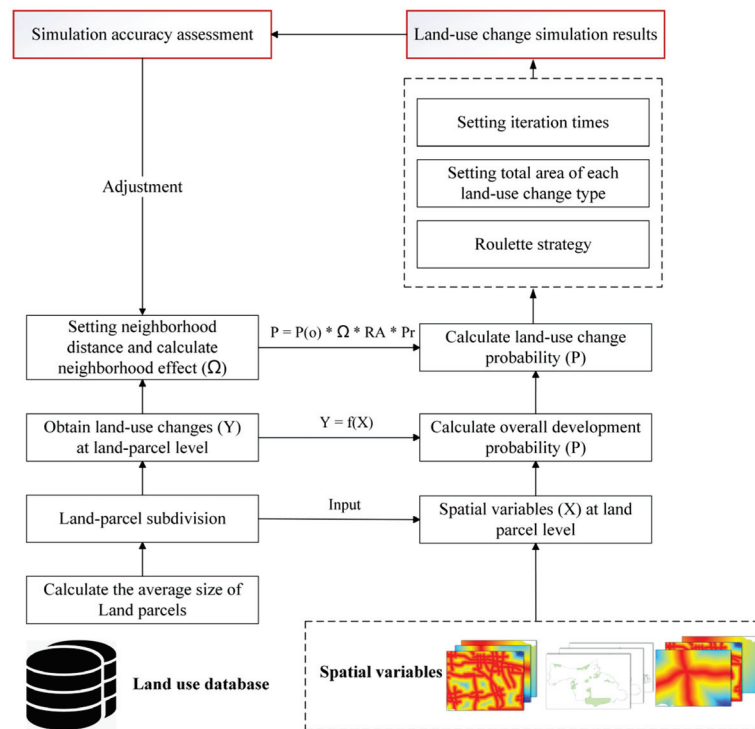 Simulation accuracy assessment
Land-use change simulation results
Setting iteration times
Setting total area of each
land-use change type
Roulette strategy
Adjustment
Setting neighborhood
distance and calculate
neighborhood effect (Ω)
P = P(o) * Ω * RA * Pr
Calculate land-use change
probability (P)
Obtain land-use changes (Y)
at land-parcel level
Y = f(X)
Calculate overall development
probability (P)
Land-parcel subdivision
Input
Spatial variables (X) at land
parcel level
Calculate the average size of
Land parcels
Land use database
Spatial variables